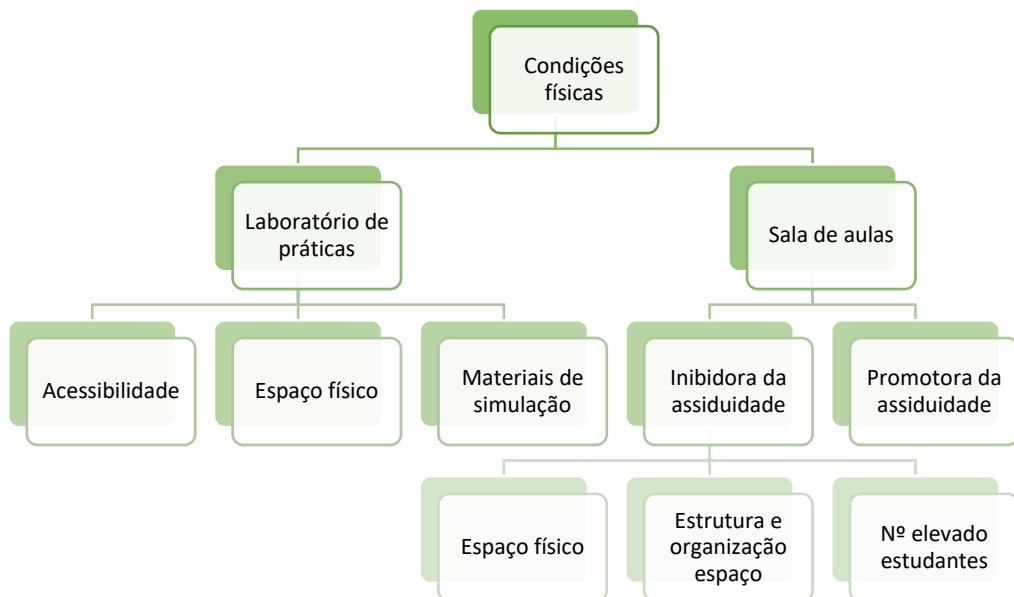 Condições
físicas
Laboratório de
práticas
Sala de aulas
Acessibilidade
Espaço físico
Materiais de
simulação
Inibidora da
assiduidade
Promotora da
assiduidade
Espaço físico
Estrutura e
organização
espaço
Nº elevado
estudantes